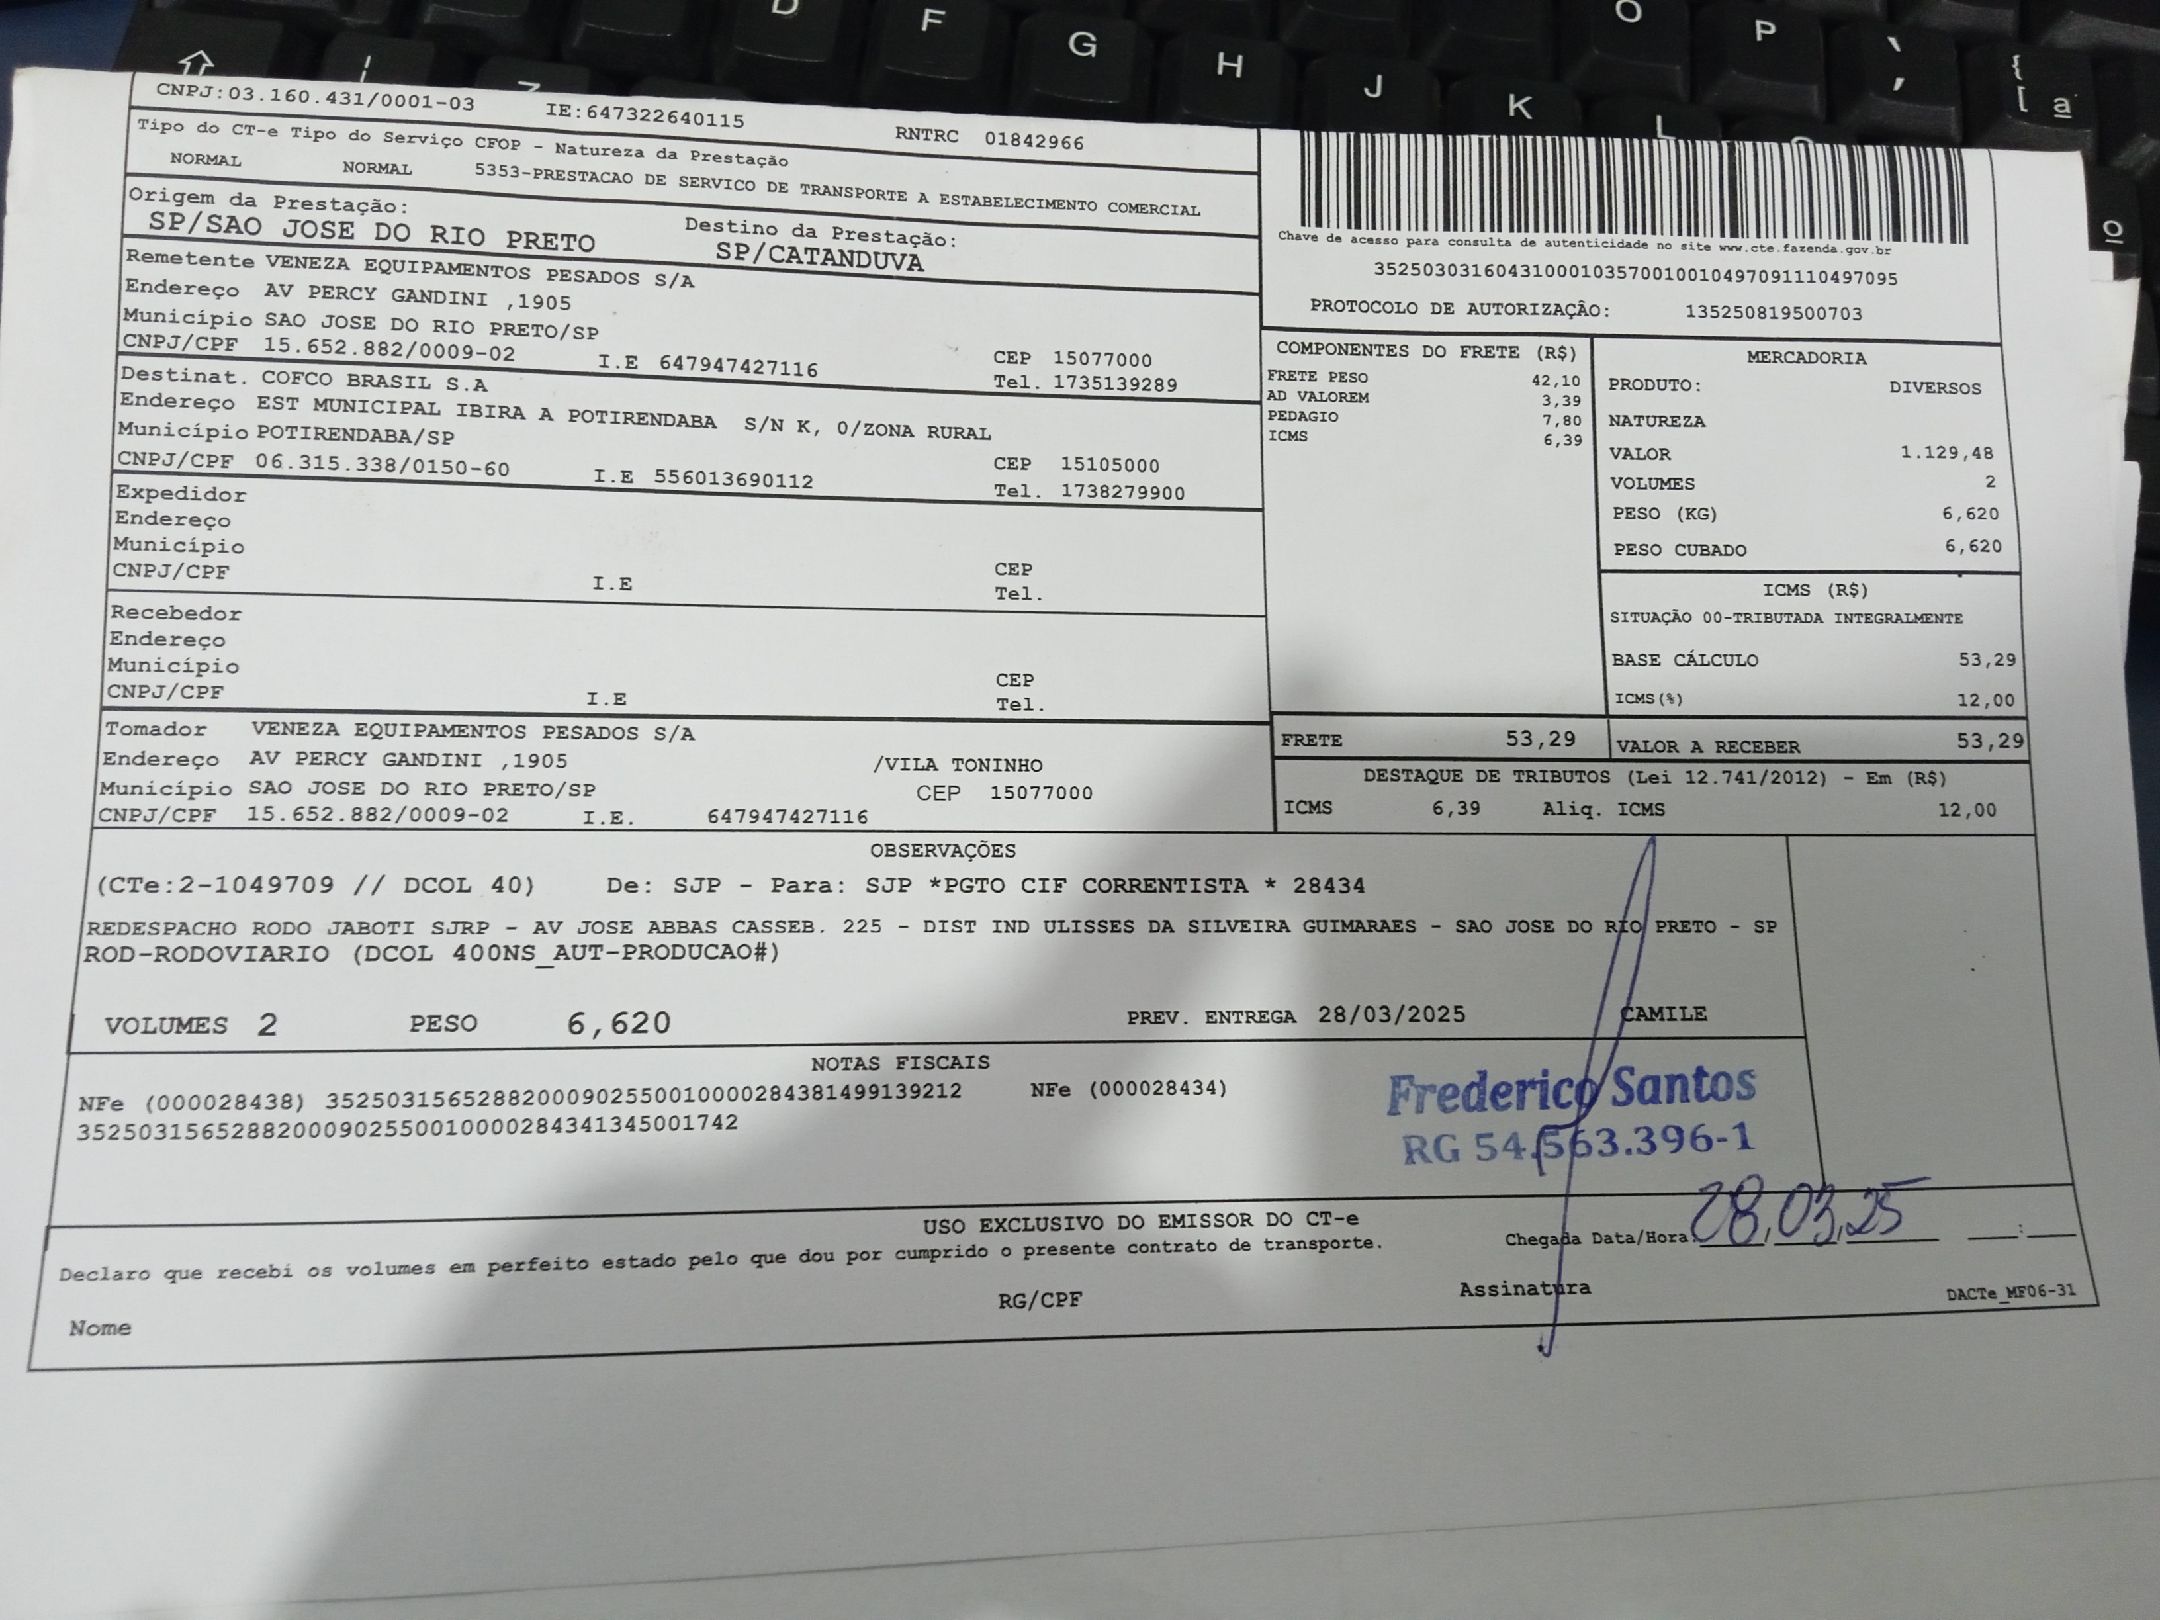 CNPJ:03.160.431/0001-03 IE:647322640115 RNTRC 01842966
Tipo do CT-e Tipo do Serviço CFOP - Natureza da Prestação
NORMAL NORMAL 5353-PRESTACAO DE SERVICO DE TRANSPORTE A ESTABELECIMENTO COMERCIAL
Origem da Prestação: Destino da Prestação:
SP/SAO JOSE DO RIO PRETO SP/CATANDUVA
Remetente VENEZA EQUIPAMENTOS PESADOS S/A
Endereço AV PERCY GANDINI ,1905
Município SAO JOSE DO RIO PRETO/SP CEP 15077000
CNPJ/CPF 15.652.882/0009-02 I.E 647947427116 Tel. 1735139289
Destinat. COFCO BRASIL S.A
Endereço EST MUNICIPAL IBIRA A POTIRENDABA S/N K, 0/ZONA RURAL
Município POTIRENDABA/SP CEP 15105000
CNPJ/CPF 06.315.338/0150-60 I.E 556013690112 Tel. 1738279900
Expedidor
Endereço
Município CEP
CNPJ/CPF I.E Tel.
Recebedor
Endereço
Município CEP
CNPJ/CPF I.E Tel.
Tomador VENEZA EQUIPAMENTOS PESADOS S/A
Endereço AV PERCY GANDINI ,1905 /VILA TONINHO
Município SAO JOSE DO RIO PRETO/SP CEP 15077000
CNPJ/CPF 15.652.882/0009-02 I.E. 647947427116
Chave de acesso para consulta de autenticidade no site www.cte.fazenda.gov.br
35250303160431000103570010010497091110497095
PROTOCOLO DE AUTORIZAÇÃO: 135250819500703
COMPONENTES DO FRETE (R$)
FRETE PESO 42,10
AD VALOREM 3,39
PEDAGIO 7,80
ICMS 6,39
MERCADORIA
PRODUTO: DIVERSOS
NATUREZA
VALOR 1.129,48
VOLUMES 2
PESO (KG) 6,620
PESO CUBADO 6,620
ICMS (R$)
SITUAÇÃO 00-TRIBUTADA INTEGRALMENTE
BASE CÁLCULO 53,29
ICMS(%) 12,00
FRETE 53,29 VALOR A RECEBER 53,29
DESTAQUE DE TRIBUTOS (Lei 12.741/2012) - Em (R$)
ICMS 6,39 Aliq. ICMS 12,00
OBSERVAÇÕES
(CTe:2-1049709 // DCOL 40) De: SJP - Para: SJP *PGTO CIF CORRENTISTA * 28434
REDESPACHO RODO JABOTI SJRP - AV JOSE ABBAS CASSEB. 225 - DIST IND ULISSES DA SILVEIRA GUIMARAES - SAO JOSE DO RIO PRETO - SP
ROD-RODOVIARIO (DCOL 400NS_AUT-PRODUCAO#)
VOLUMES 2 PESO 6,620 PREV. ENTREGA 28/03/2025 CAMILE
NOTAS FISCAIS
NFe (000028438) 35250315652882000902550010000284381499139212 NFe (000028434)
35250315652882000902550010000284341345001742
Frederico Santos
RG 54.563.396-1
USO EXCLUSIVO DO EMISSOR DO CT-e
Declaro que recebi os volumes em perfeito estado pelo que dou por cumprido o presente contrato de transporte. Chegada Data/Hora: 28,03,25 :
Nome RG/CPF Assinatura DACTe_MF06-31
D F G H J K L O P